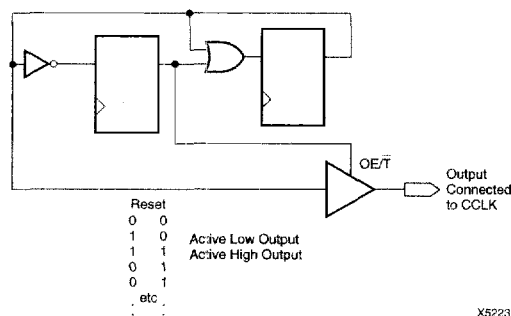 OE/T
Output
Connected
to CCLK
Reset
0 0
1 0 Active Low Output
1 1 Active High Output
0 1
0 1
etc
. .
. .
X5223